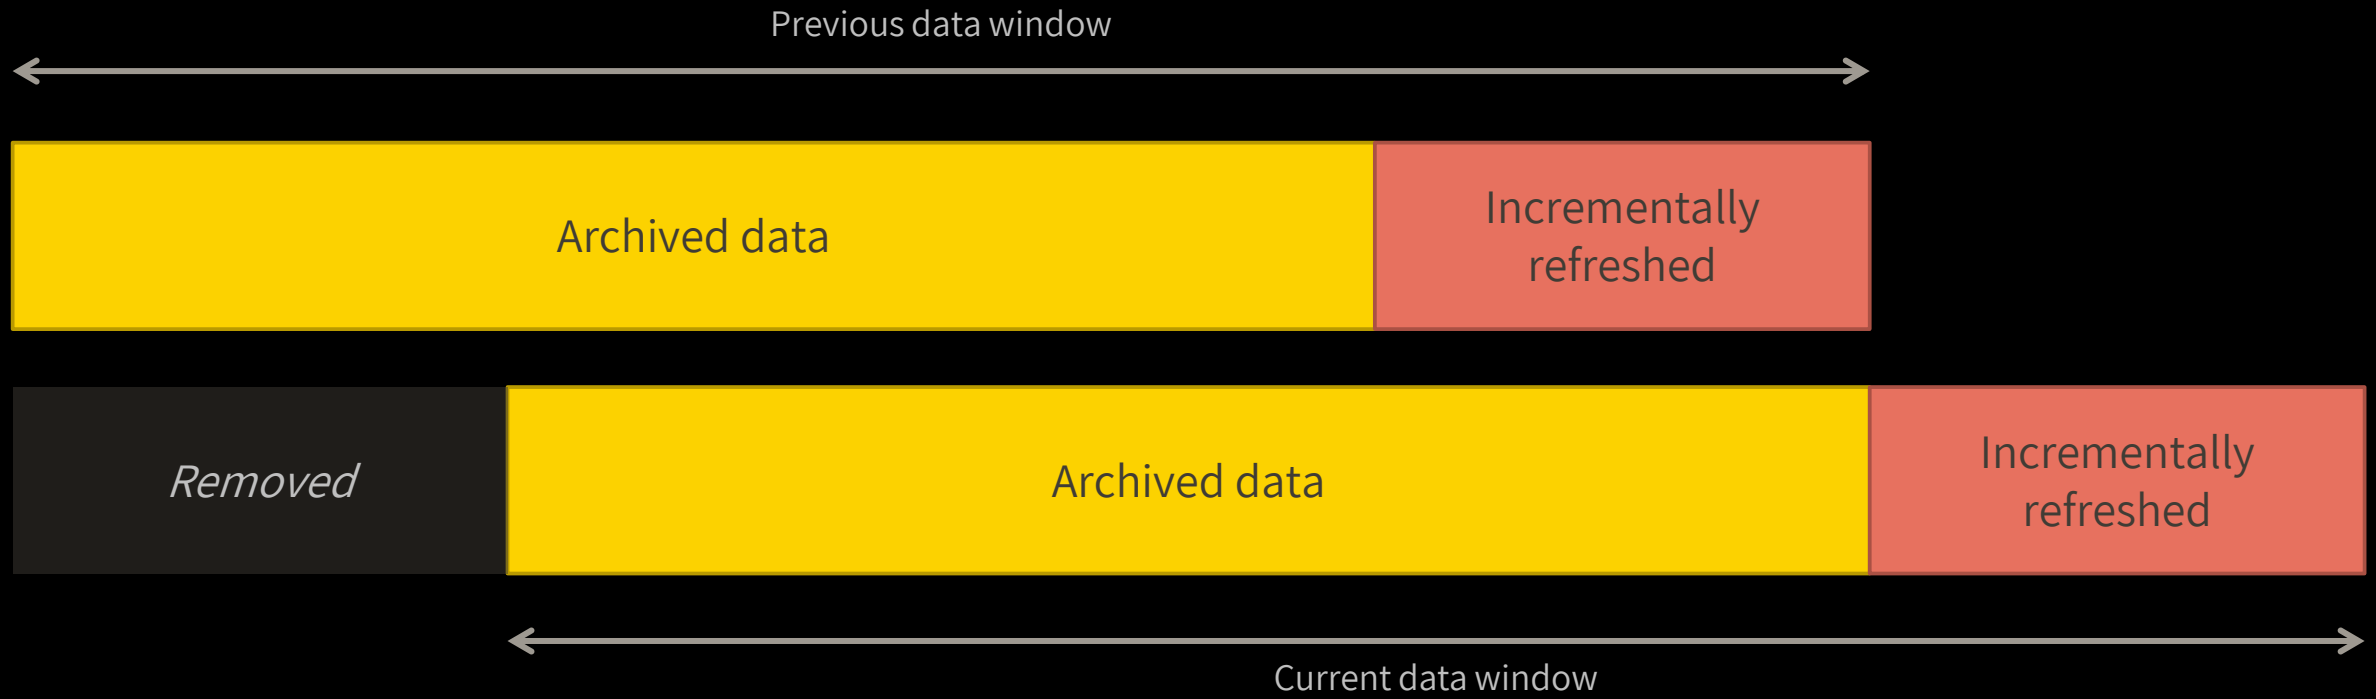 Previous data window
Archived data
Incrementally
refreshed
Removed
Archived data
Incrementally
refreshed
Current data window